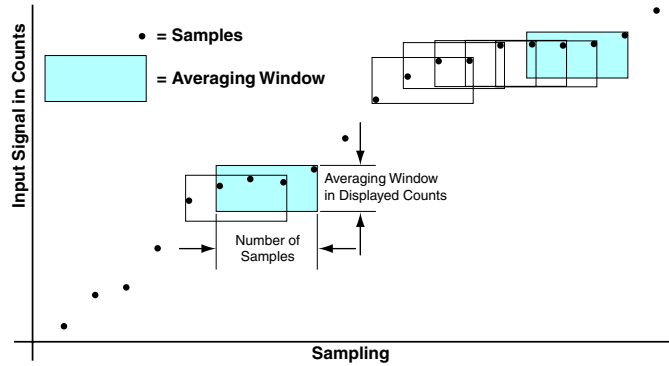 = Samples
= Averaging Window
Input Signal in Counts
Averaging Window
in Displayed Counts
Number of
Samples
Sampling